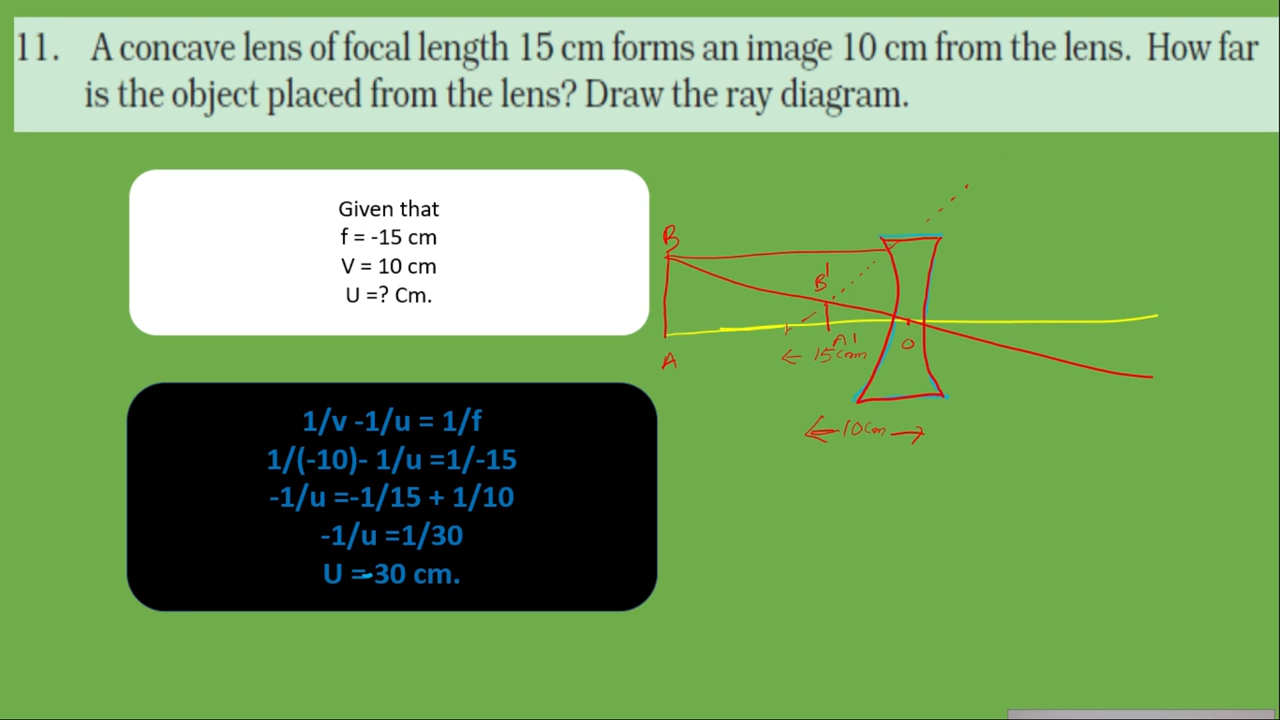 11. A concave lens of focal length 15 cm forms an image 10 cm from the lens. How far
is the object placed from the lens? Draw the ray diagram.
Given that
f = -15 cm
V = 10 cm
U =? Cm.
1/v -1/u = 1/f
1/(-10)- 1/u =1/-15
-1/u =-1/15 + 1/10
-1/u =1/30
U =-30 cm.
B
B'
A
A'
O
15cm
10cm